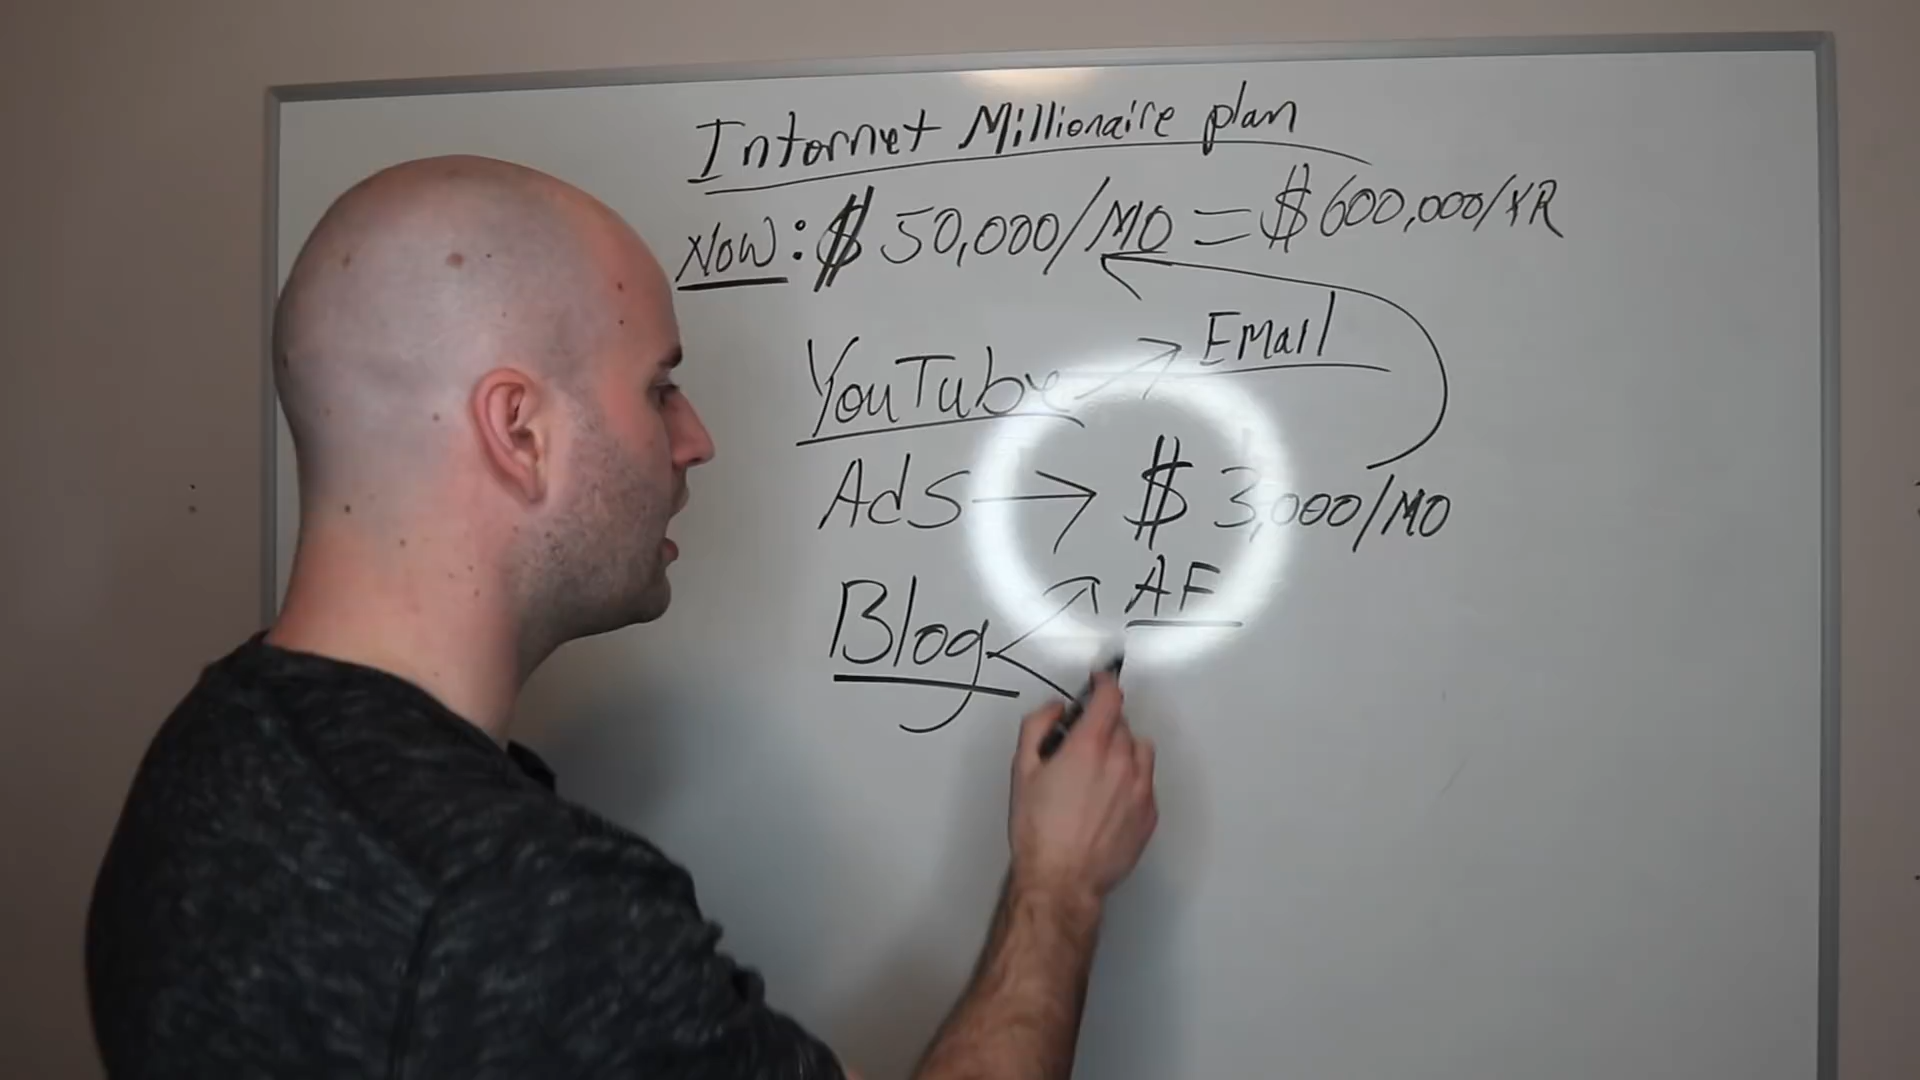 Internet Millionaire plan
NOW: $ 50,000/MO = $600,000/YR
Email
YouTube
Ads → $ 3,000/MO
AF
Blog